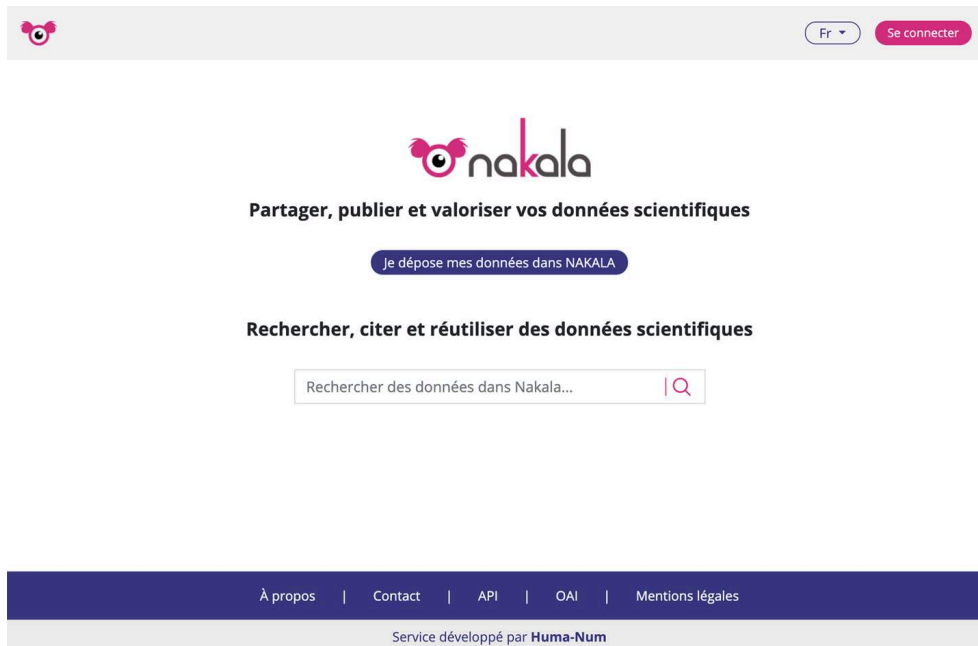 Fr
Se connecter
nakala
Partager, publier et valoriser vos données scientifiques
Je dépose mes données dans NAKALA
Rechercher, citer et réutiliser des données scientifiques
Rechercher des données dans Nakala...
À propos | Contact | API | OAI | Mentions légales
Service développé par Huma-Num